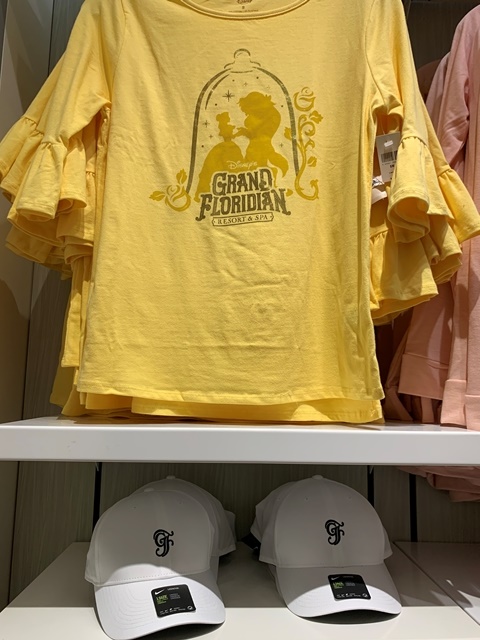 Disney's
GRAND
FLORIDIAN
RESORT & SPA
GF
GF